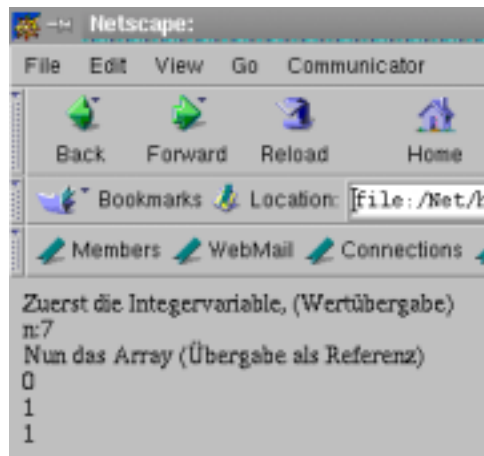 Netscape:
File Edit View Go Communicator
Back Forward Reload Home
Bookmarks Location: file:/Net/h
Members WebMail Connections
Zuerst die Integervariable, (Wertübergabe)
n:7
Nun das Array (Übergabe als Referenz)
0
1
1